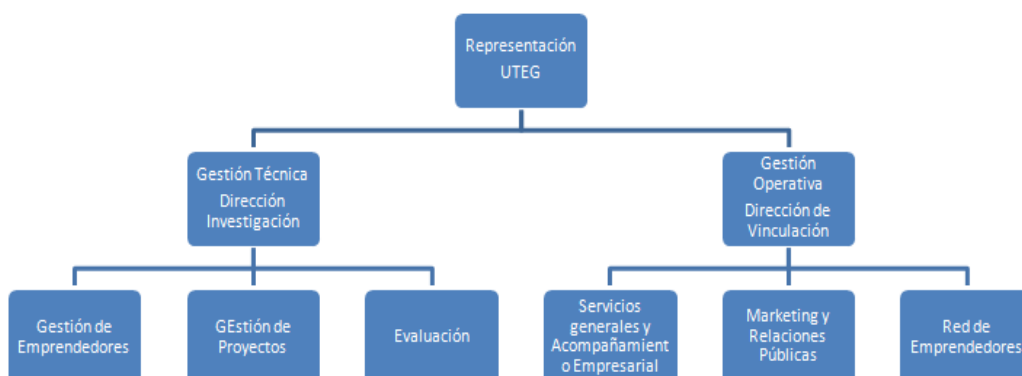 Representación
UTEG
Gestión Técnica
Dirección
Investigación
Gestión
Operativa
Dirección de
Vinculación
Gestión de
Emprendedores
GEstión de
Proyectos
Evaluación
Servicios
generales y
Acompañamient
o Empresarial
Marketing y
Relaciones
Públicas
Red de
Emprendedores